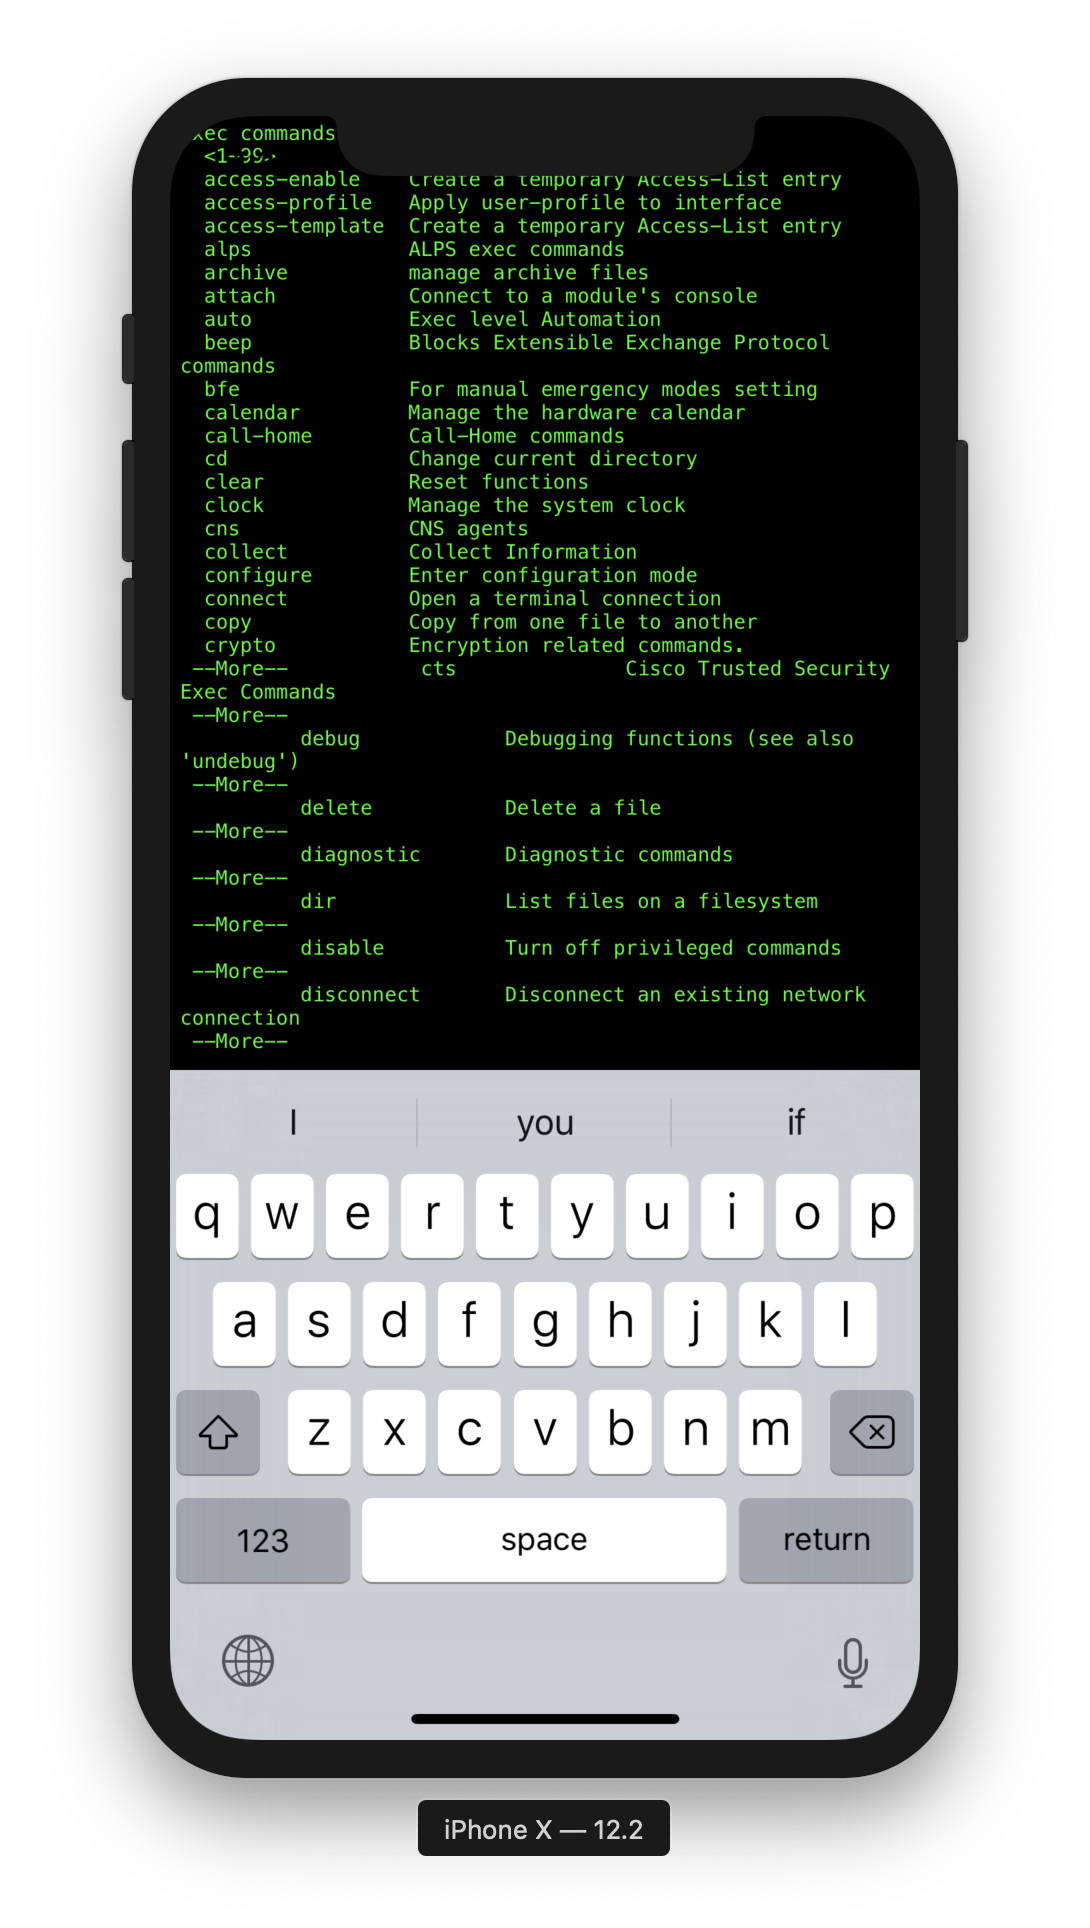 xec commands
<1-99>
access-enable Create a temporary Access-List entry
access-profile Apply user-profile to interface
access-template Create a temporary Access-List entry
alps ALPS exec commands
archive manage archive files
attach Connect to a module's console
auto Exec level Automation
beep Blocks Extensible Exchange Protocol
commands
bfe For manual emergency modes setting
calendar Manage the hardware calendar
call-home Call-Home commands
cd Change current directory
clear Reset functions
clock Manage the system clock
cns CNS agents
collect Collect Information
configure Enter configuration mode
connect Open a terminal connection
copy Copy from one file to another
crypto Encryption related commands.
--More-- cts Cisco Trusted Security
Exec Commands
--More--
debug Debugging functions (see also
'undebug')
--More--
delete Delete a file
--More--
diagnostic Diagnostic commands
--More--
dir List files on a filesystem
--More--
disable Turn off privileged commands
--More--
disconnect Disconnect an existing network
connection
--More--
I you if
q w e r t y u i o p
a s d f g h j k l
z x c v b n m
123 space return
iPhone X — 12.2